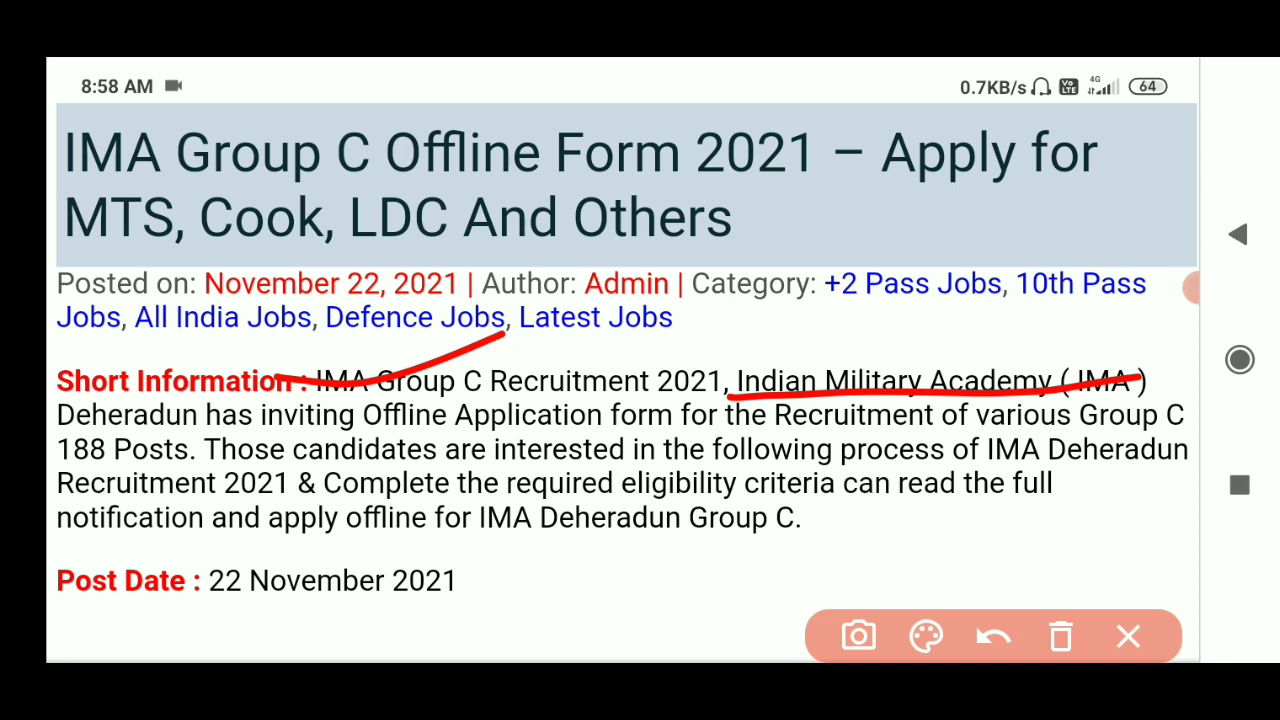 8:58 AM
0.7KB/s Vo LTE 4G 64
IMA Group C Offline Form 2021 – Apply for
MTS, Cook, LDC And Others
Posted on: November 22, 2021 | Author: Admin | Category: +2 Pass Jobs, 10th Pass
Jobs, All India Jobs, Defence Jobs, Latest Jobs
Short Information : IMA Group C Recruitment 2021, Indian Military Academy ( IMA )
Deheradun has inviting Offline Application form for the Recruitment of various Group C
188 Posts. Those candidates are interested in the following process of IMA Deheradun
Recruitment 2021 & Complete the required eligibility criteria can read the full
notification and apply offline for IMA Deheradun Group C.
Post Date : 22 November 2021